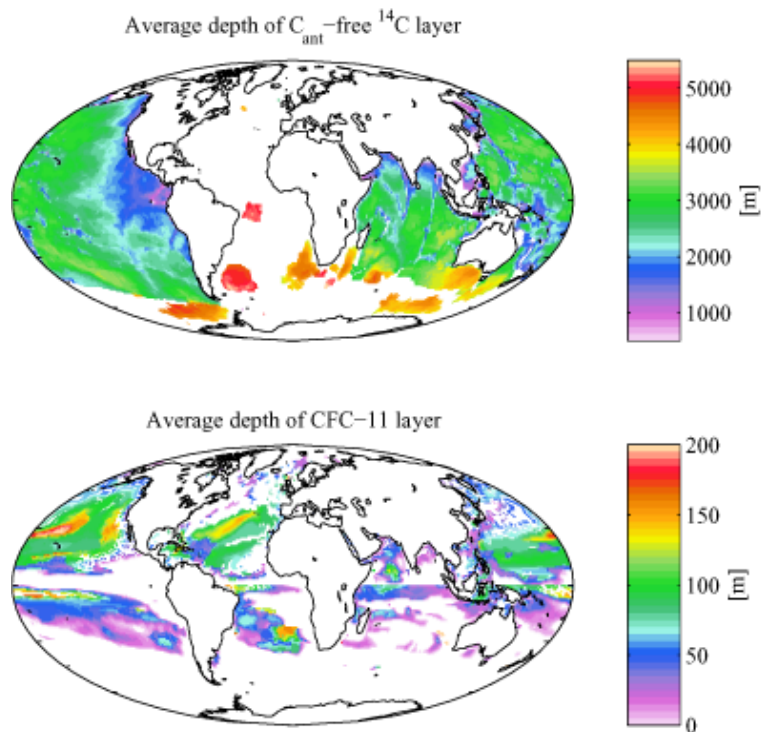 Average depth of C_ant−free ^14C layer
5000
4000
3000
2000
1000
[m]
Average depth of CFC−11 layer
200
150
100
50
0
[m]